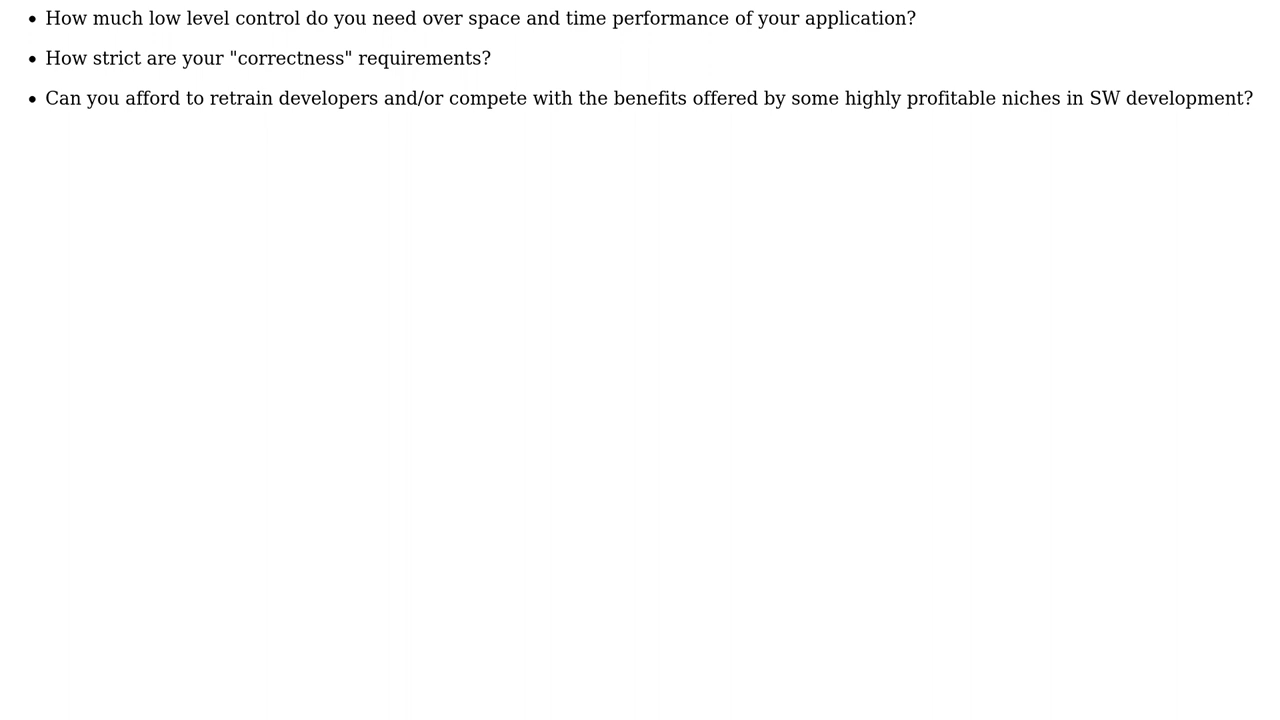 • How much low level control do you need over space and time performance of your application?
• How strict are your "correctness" requirements?
• Can you afford to retrain developers and/or compete with the benefits offered by some highly profitable niches in SW development?